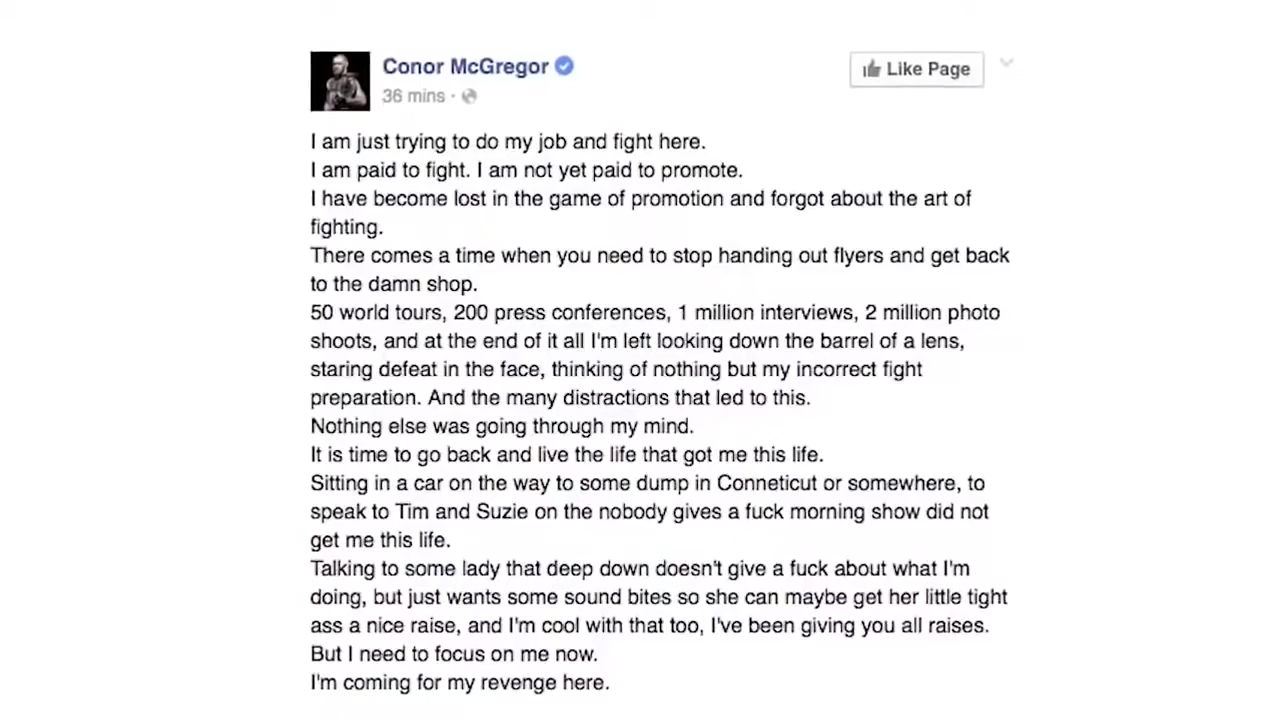 Conor McGregor
Like Page
36 mins ·
I am just trying to do my job and fight here.
I am paid to fight. I am not yet paid to promote.
I have become lost in the game of promotion and forgot about the art of
fighting.
There comes a time when you need to stop handing out flyers and get back
to the damn shop.
50 world tours, 200 press conferences, 1 million interviews, 2 million photo
shoots, and at the end of it all I'm left looking down the barrel of a lens,
staring defeat in the face, thinking of nothing but my incorrect fight
preparation. And the many distractions that led to this.
Nothing else was going through my mind.
It is time to go back and live the life that got me this life.
Sitting in a car on the way to some dump in Conneticut or somewhere, to
speak to Tim and Suzie on the nobody gives a fuck morning show did not
get me this life.
Talking to some lady that deep down doesn't give a fuck about what I'm
doing, but just wants some sound bites so she can maybe get her little tight
ass a nice raise, and I'm cool with that too, I've been giving you all raises.
But I need to focus on me now.
I'm coming for my revenge here.